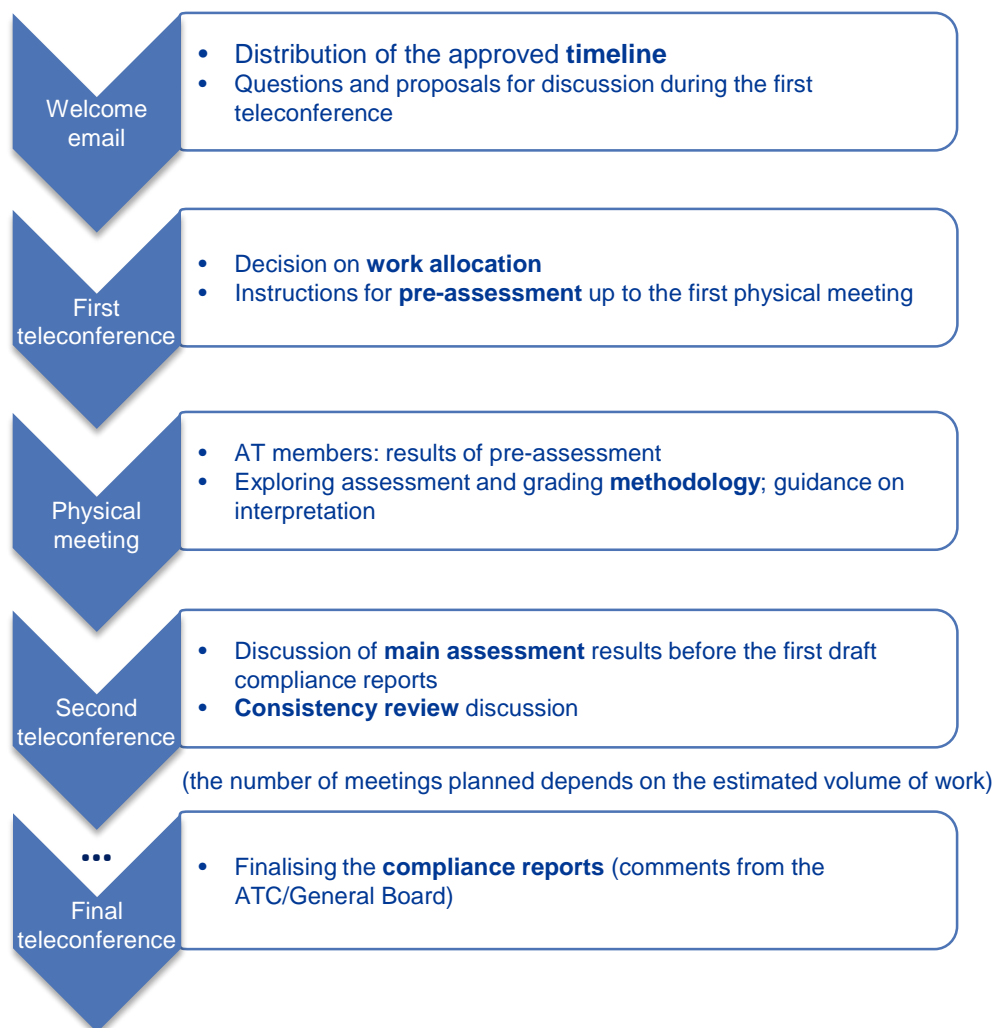 Welcome
email
• Distribution of the approved timeline
• Questions and proposals for discussion during the first
teleconference
First
teleconference
• Decision on work allocation
• Instructions for pre-assessment up to the first physical meeting
Physical
meeting
• AT members: results of pre-assessment
• Exploring assessment and grading methodology; guidance on
interpretation
Second
teleconference
• Discussion of main assessment results before the first draft
compliance reports
• Consistency review discussion
(the number of meetings planned depends on the estimated volume of work)
...
Final
teleconference
• Finalising the compliance reports (comments from the
ATC/General Board)